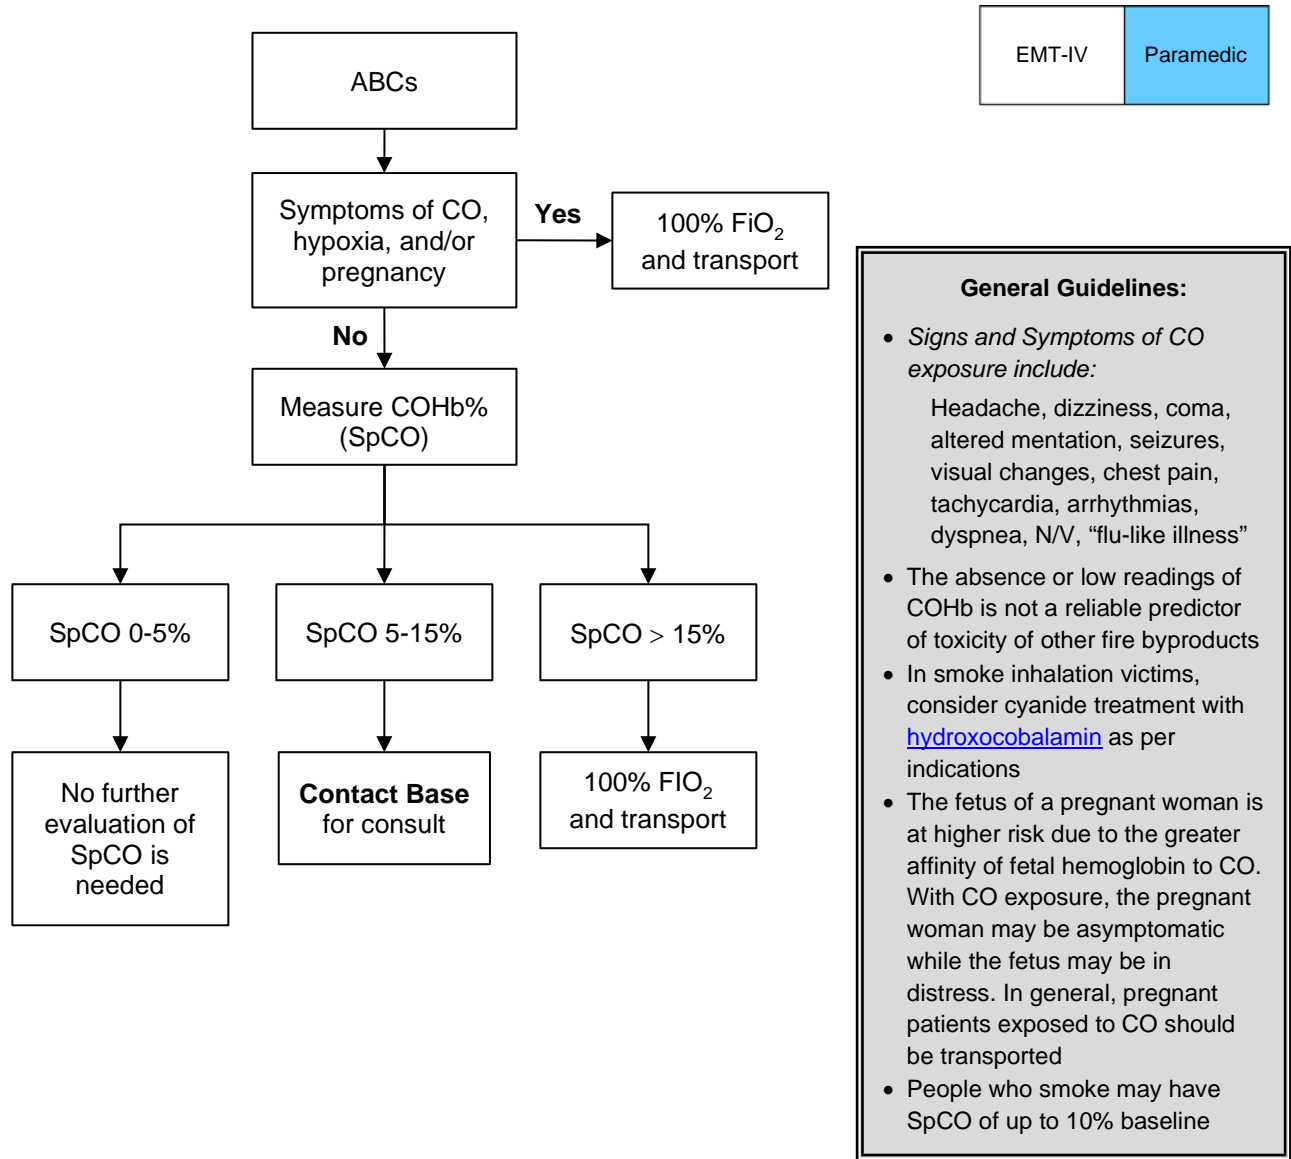 EMT-IV
Paramedic
ABCs
Symptoms of CO,
hypoxia, and/or
pregnancy
Yes
100% FiO₂
and transport
No
Measure COHb%
(SpCO)
SpCO 0-5%
SpCO 5-15%
SpCO > 15%
No further
evaluation of
SpCO is
needed
Contact Base
for consult
100% FIO₂
and transport
General Guidelines:
• Signs and Symptoms of CO
exposure include:
Headache, dizziness, coma,
altered mentation, seizures,
visual changes, chest pain,
tachycardia, arrhythmias,
dyspnea, N/V, “flu-like illness”
• The absence or low readings of
COHb is not a reliable predictor
of toxicity of other fire byproducts
• In smoke inhalation victims,
consider cyanide treatment with
hydroxocobalamin as per
indications
• The fetus of a pregnant woman is
at higher risk due to the greater
affinity of fetal hemoglobin to CO.
With CO exposure, the pregnant
woman may be asymptomatic
while the fetus may be in
distress. In general, pregnant
patients exposed to CO should
be transported
• People who smoke may have
SpCO of up to 10% baseline